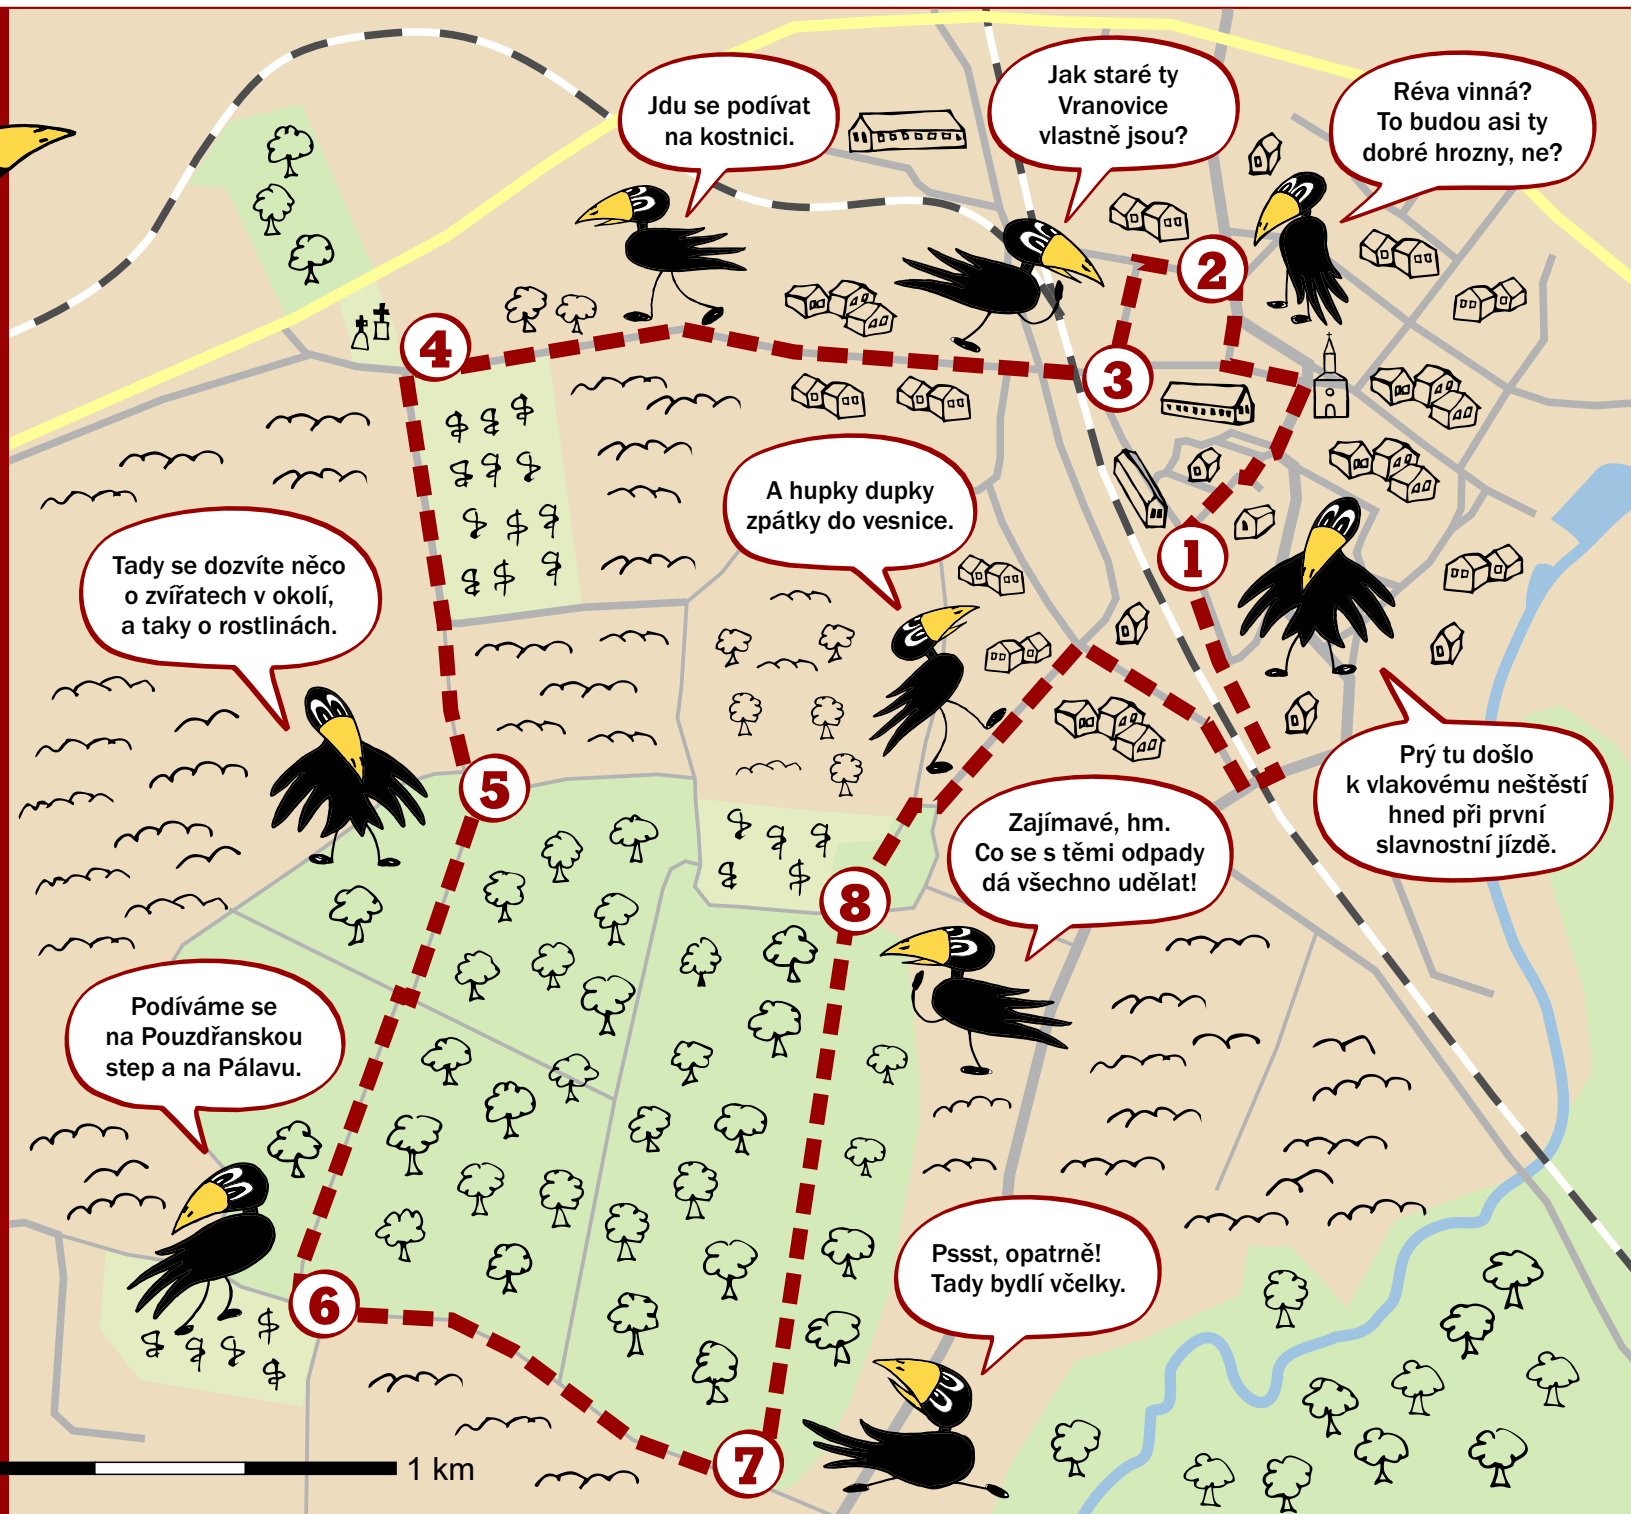 Jdu se podívat
na kostnici.
Jak staré ty
Vranovice
vlastně jsou?
Réva vinná?
To budou asi ty
dobré hrozny, ne?
2
4
3
A hupky dupky
zpátky do vesnice.
1
Tady se dozvíte něco
o zvířatech v okolí,
a taky o rostlinách.
Prý tu došlo
k vlakovému neštěstí
hned při první
slavnostní jízdě.
5
Zajímavé, hm.
Co se s těmi odpady
dá všechno udělat!
8
Podíváme se
na Pouzdřanskou
step a na Pálavu.
Pssst, opatrně!
Tady bydlí včelky.
6
7
1 km